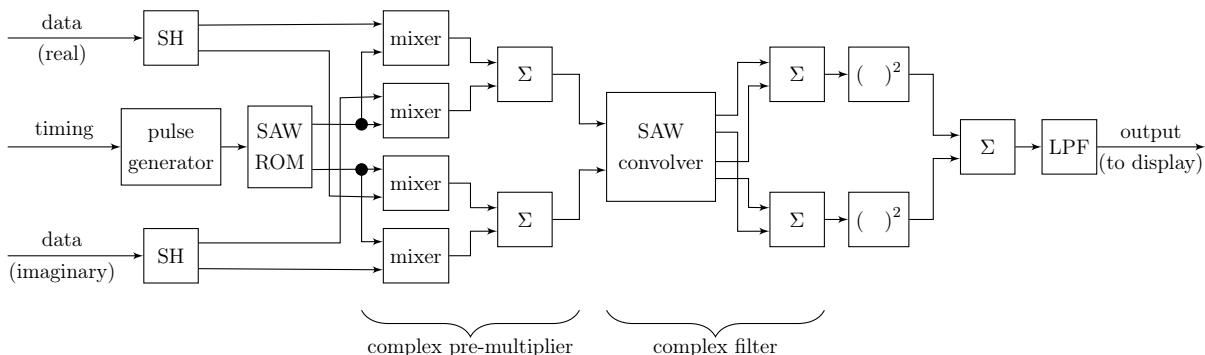 data
(real)
SH
mixer
Σ
mixer
timing
pulse
generator
SAW
ROM
mixer
Σ
mixer
data
(imaginary)
SH
SAW
convolver
Σ
( )²
Σ
( )²
Σ
LPF
output
(to display)
complex pre-multiplier
complex filter